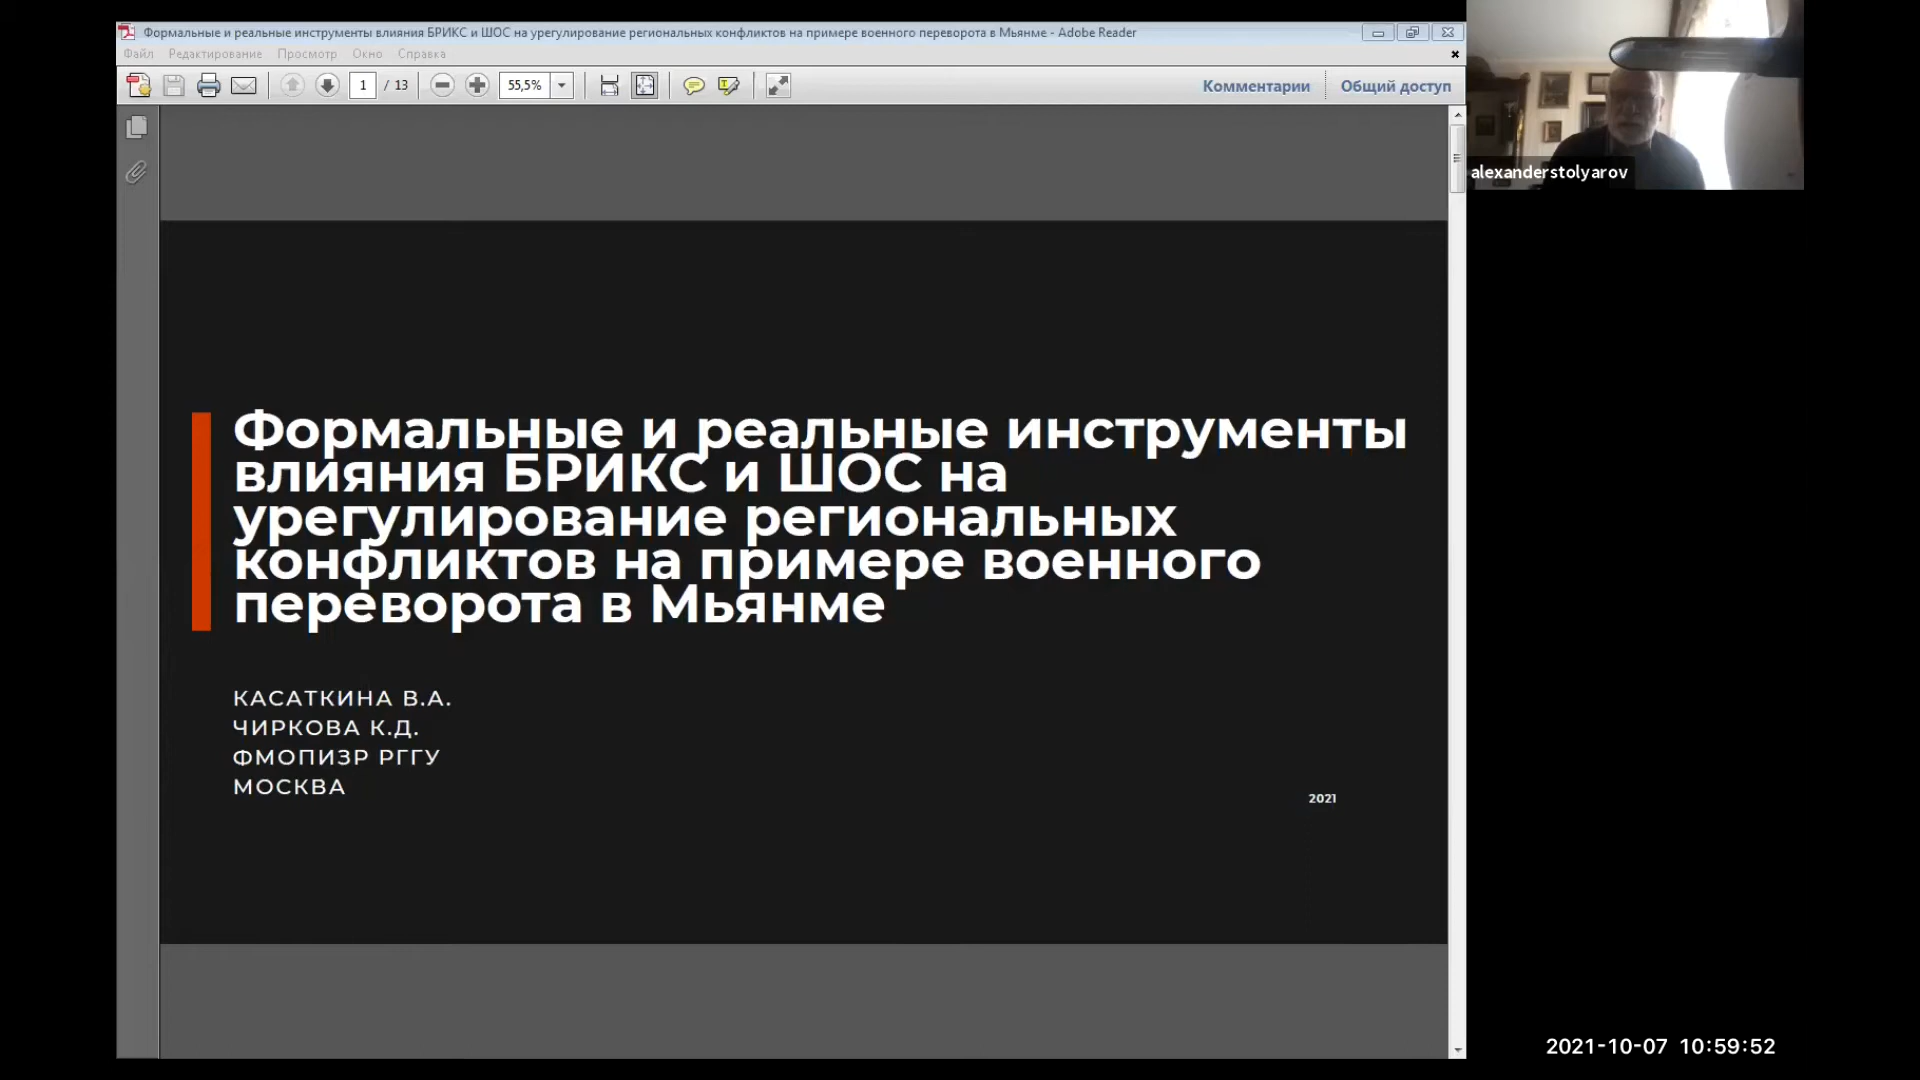 Формальные и реальные инструменты влияния БРИКС и ШОС на урегулирование региональных конфликтов на примере военного переворота в Мьянме - Adobe Reader
Файл Редактирование Просмотр Окно Справка
1 / 13 55,5% Комментарии Общий доступ
alexanderstolyarov
Формальные и реальные инструменты
влияния БРИКС и ШОС на
урегулирование региональных
конфликтов на примере военного
переворота в Мьянме
КАСАТКИНА В.А.
ЧИРКОВА К.Д.
ФМОПИЗР РГГУ
МОСКВА
2021
2021-10-07 10:59:52